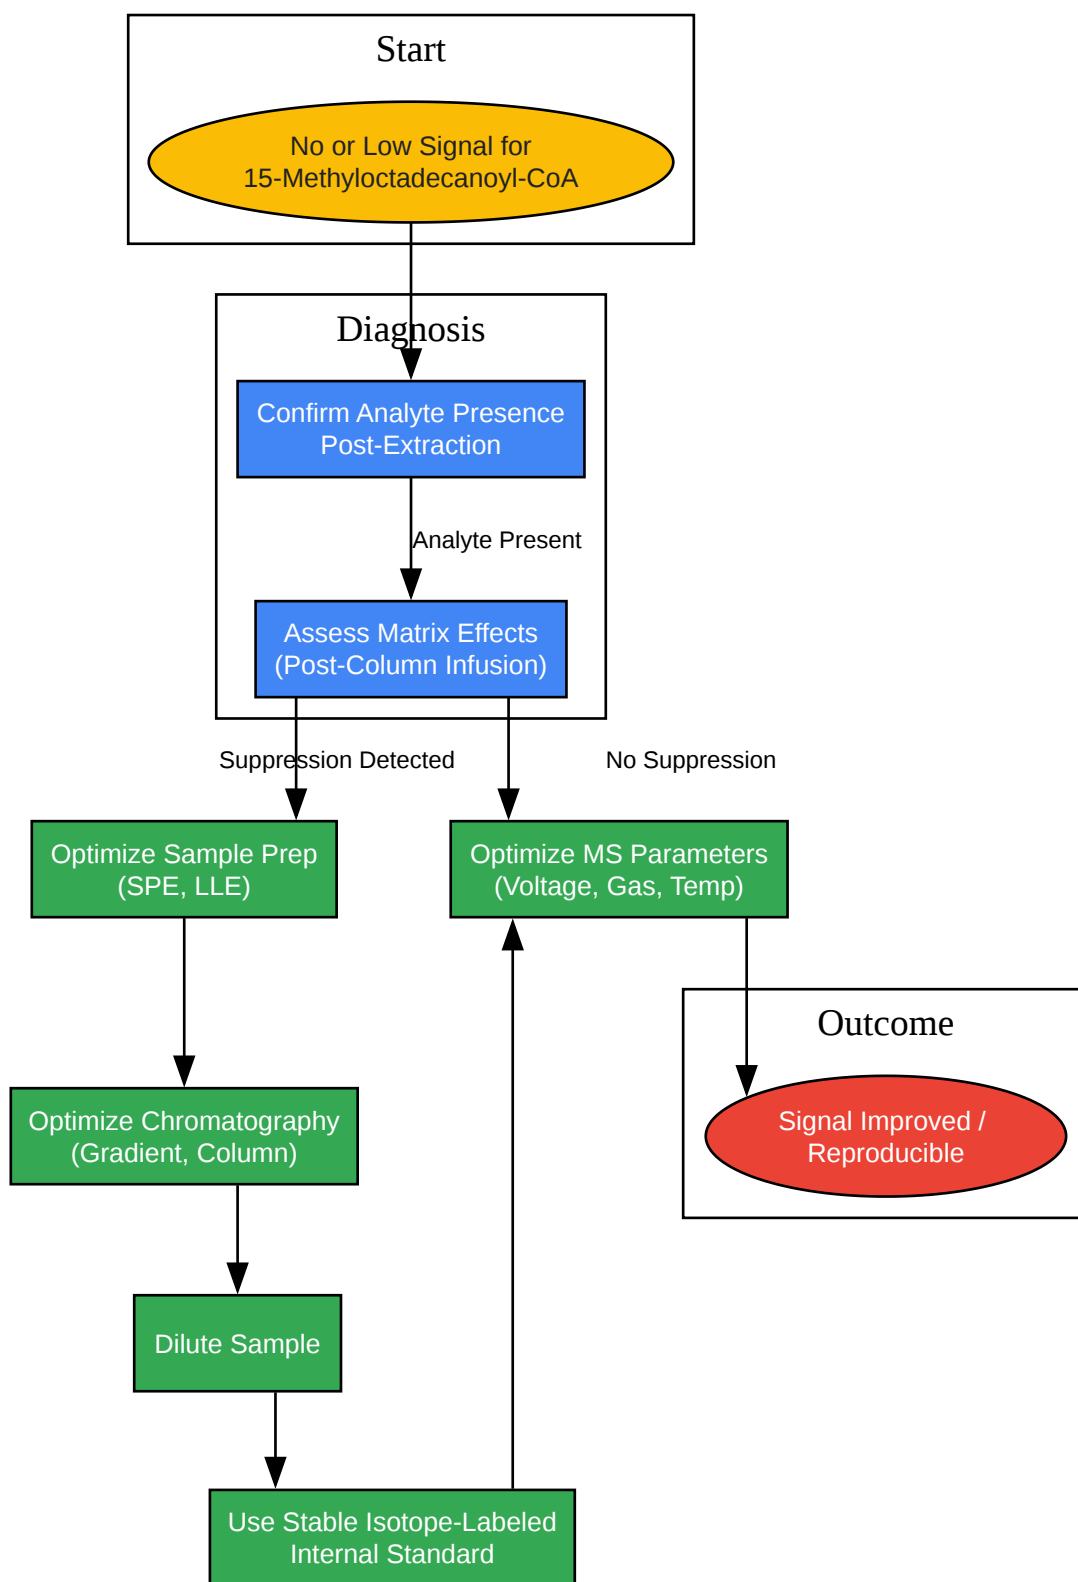 Start
No or Low Signal for
15-Methyloctadecanoyl-CoA
Diagnosis
Confirm Analyte Presence
Post-Extraction
Analyte Present
Assess Matrix Effects
(Post-Column Infusion)
Suppression Detected
No Suppression
Optimize Sample Prep
(SPE, LLE)
Optimize MS Parameters
(Voltage, Gas, Temp)
Outcome
Signal Improved /
Reproducible
Optimize Chromatography
(Gradient, Column)
Dilute Sample
Use Stable Isotope-Labeled
Internal Standard